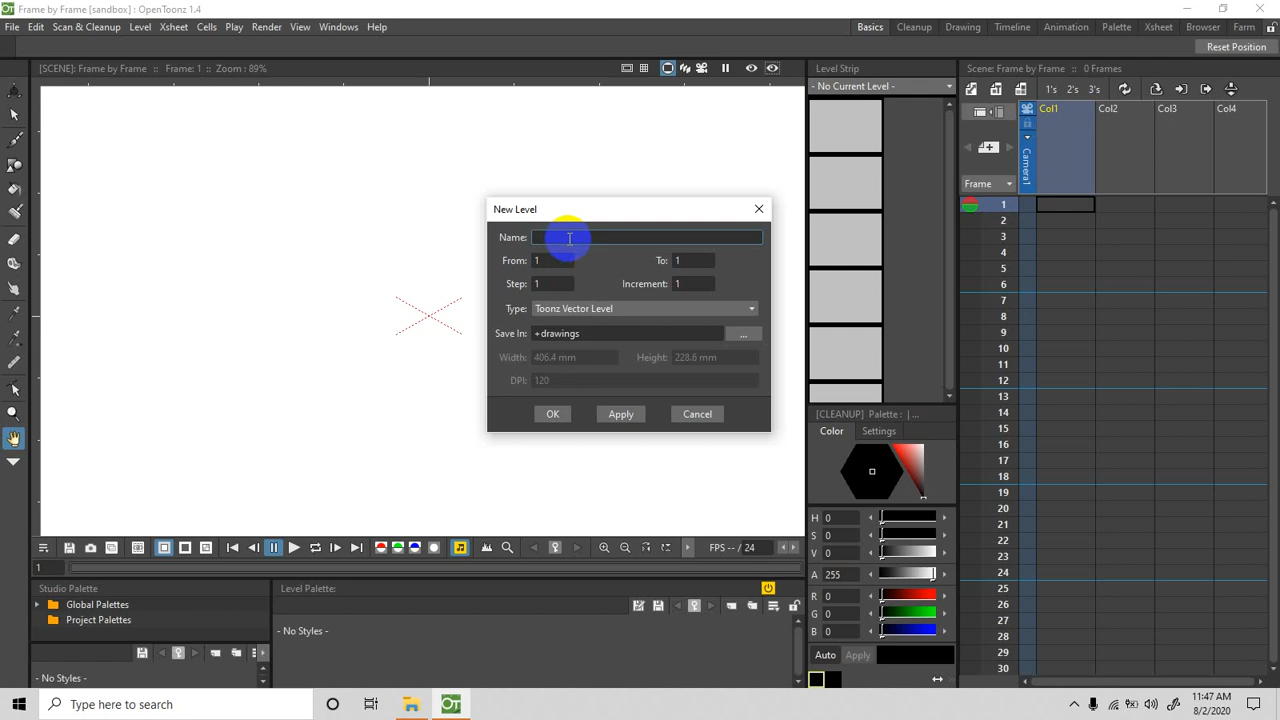 OT Frame by Frame [sandbox] : OpenToonz 1.4
File Edit Scan & Cleanup Level Xsheet Cells Play Render View Windows Help
Basics Cleanup Drawing Timeline Animation Palette Xsheet Browser Farm
Reset Position
[SCENE]: Frame by Frame :: Frame: 1 :: Zoom : 89%
Level Strip
Scene: Frame by Frame :: 0 Frames
- No Current Level -
1's 2's 3's
Col1 Col2 Col3 Col4
Camera1
Frame
New Level
Name:
From: 1 To: 1
Step: 1 Increment: 1
Type: Toonz Vector Level
Save In: +drawings ...
Width: 406.4 mm Height: 228.6 mm
DPI: 120
OK Apply Cancel
1
2
3
4
5
6
7
8
9
10
11
12
13
14
15
16
17
18
19
20
21
22
23
24
25
26
27
28
29
30
[CLEANUP] Palette : | ...
Color Settings
H 0
S 0
V 0
A 255
R 0
G 0
B 0
Auto Apply
FPS -- / 24
1
Studio Palette
Global Palettes
Project Palettes
- No Styles -
Level Palette:
- No Styles -
Type here to search
OT
11:47 AM
8/2/2020